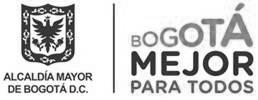 ALCALDÍA MAYOR
DE BOGOTÁ D.C.
BOGOTÁ
MEJOR
PARA TODOS